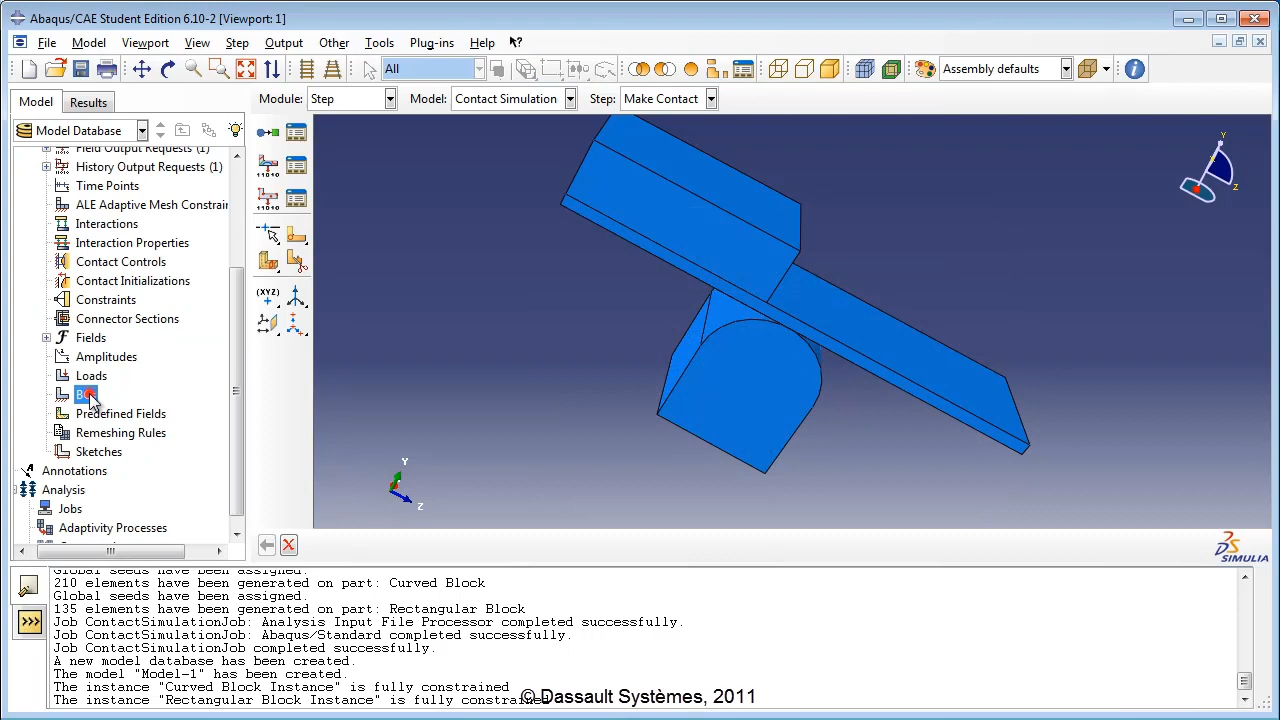 Abaqus/CAE Student Edition 6.10-2 [Viewport: 1]
File Model Viewport View Step Output Other Tools Plug-ins Help
All
Assembly defaults
Model Results
Module: Step Model: Contact Simulation Step: Make Contact
Model Database
Field Output Requests (1)
History Output Requests (1)
Time Points
ALE Adaptive Mesh Constrain
Interactions
Interaction Properties
Contact Controls
Contact Initializations
Constraints
Connector Sections
Fields
Amplitudes
Loads
Predefined Fields
Remeshing Rules
Sketches
Annotations
Analysis
Jobs
Adaptivity Processes
(XYZ)
Y
Z
X
Y
Z
SIMULIA
Global seeds have been assigned.
210 elements have been generated on part: Curved Block
Global seeds have been assigned.
135 elements have been generated on part: Rectangular Block
Job ContactSimulationJob: Analysis Input File Processor completed successfully.
Job ContactSimulationJob: Abaqus/Standard completed successfully.
Job ContactSimulationJob completed successfully.
A new model database has been created.
The model "Model-1" has been created.
The instance "Curved Block Instance" is fully constrained
The instance "Rectangular Block Instance" is fully constrained
© Dassault Systèmes, 2011